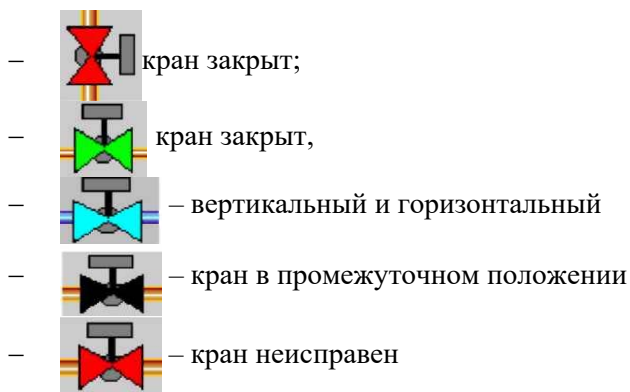 – кран закрыт;
– кран закрыт,
– – вертикальный и горизонтальный
– – кран в промежуточном положении
– – кран неисправен